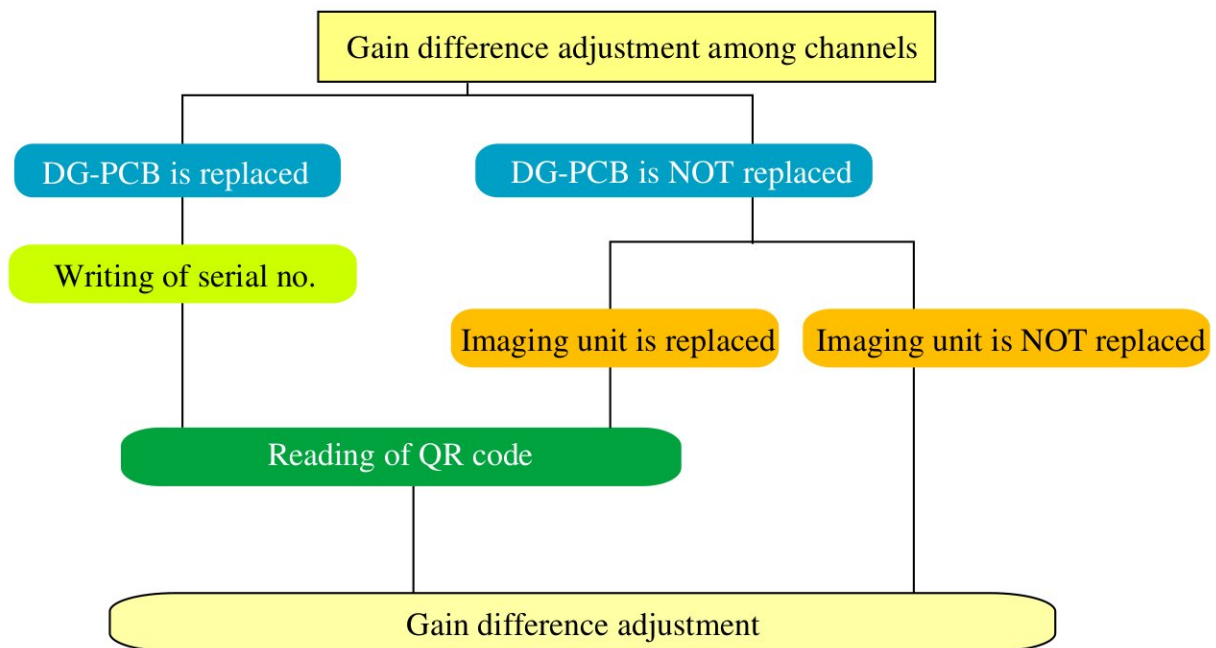 Gain difference adjustment among channels
DG-PCB is replaced
DG-PCB is NOT replaced
Writing of serial no.
Imaging unit is replaced
Imaging unit is NOT replaced
Reading of QR code
Gain difference adjustment